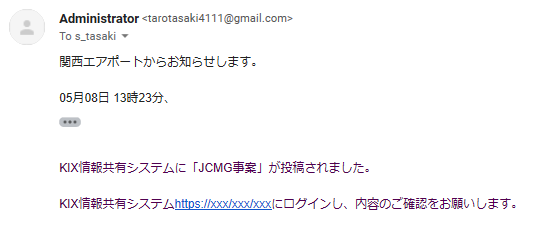 Administrator <tarotasaki4111@gmail.com>
To s_tasaki
関西エアポートからお知らせします。
05月08日 13時23分、
KIX情報共有システムに「JCMG事案」が投稿されました。
KIX情報共有システムhttps://xxx/xxx/xxxにログインし、内容のご確認をお願いします。